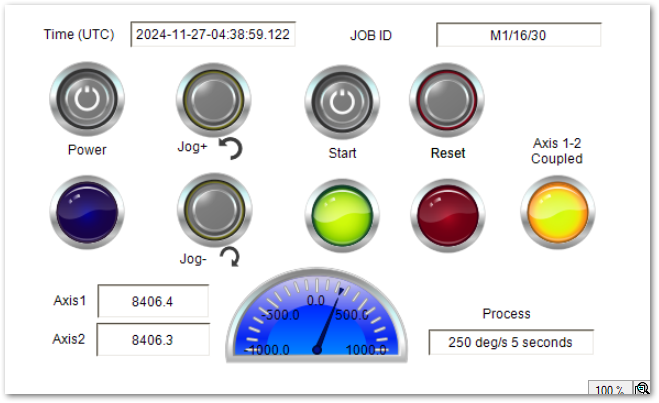 Time (UTC) 2024-11-27-04:38:59.122 JOB ID M1/16/30
Power Jog+ Start Reset Axis 1-2
Coupled
Jog-
Axis1 8406.4
Axis2 8406.3
0.0
-500.0 500.0
-1000.0 1000.0
Process
250 deg/s 5 seconds
100 %